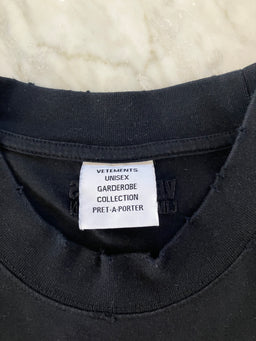 VETEMENTS
UNISEX
GARDEROBE
COLLECTION
PRET-A-PORTER